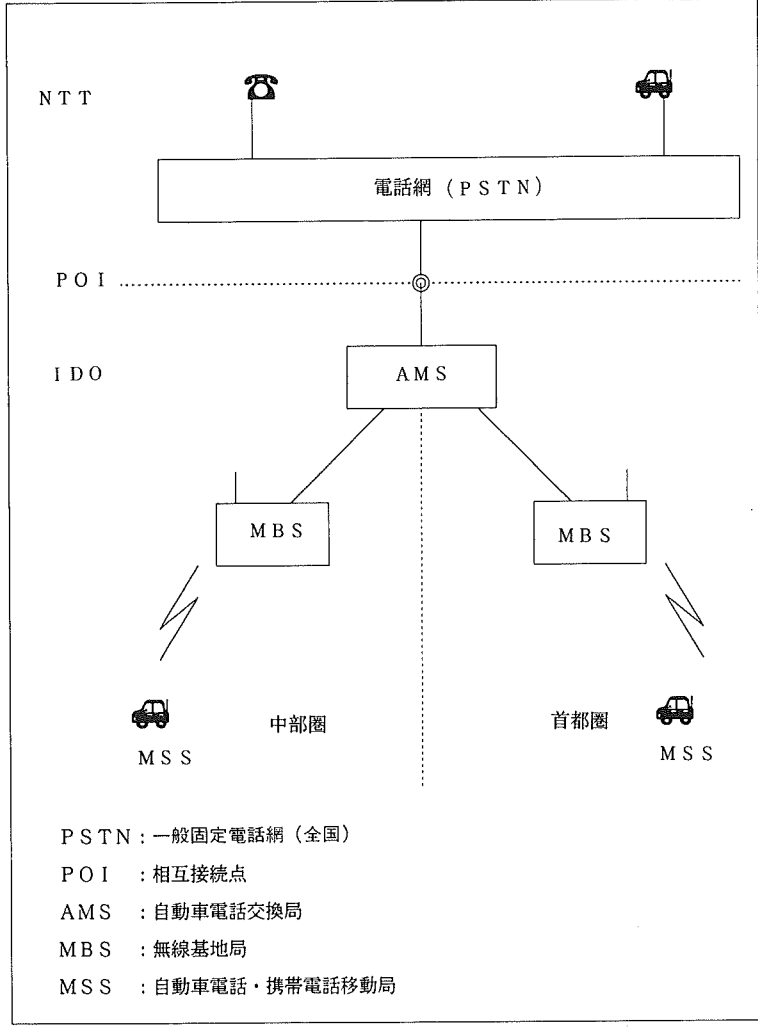 NTT
電話網(PSTN)
POI
IDO
AMS
MBS
MBS
中部圏
首都圏
MSS
MSS
PSTN:一般固定電話網(全国)
POI :相互接続点
AMS :自動車電話交換局
MBS :無線基地局
MSS :自動車電話・携帯電話移動局